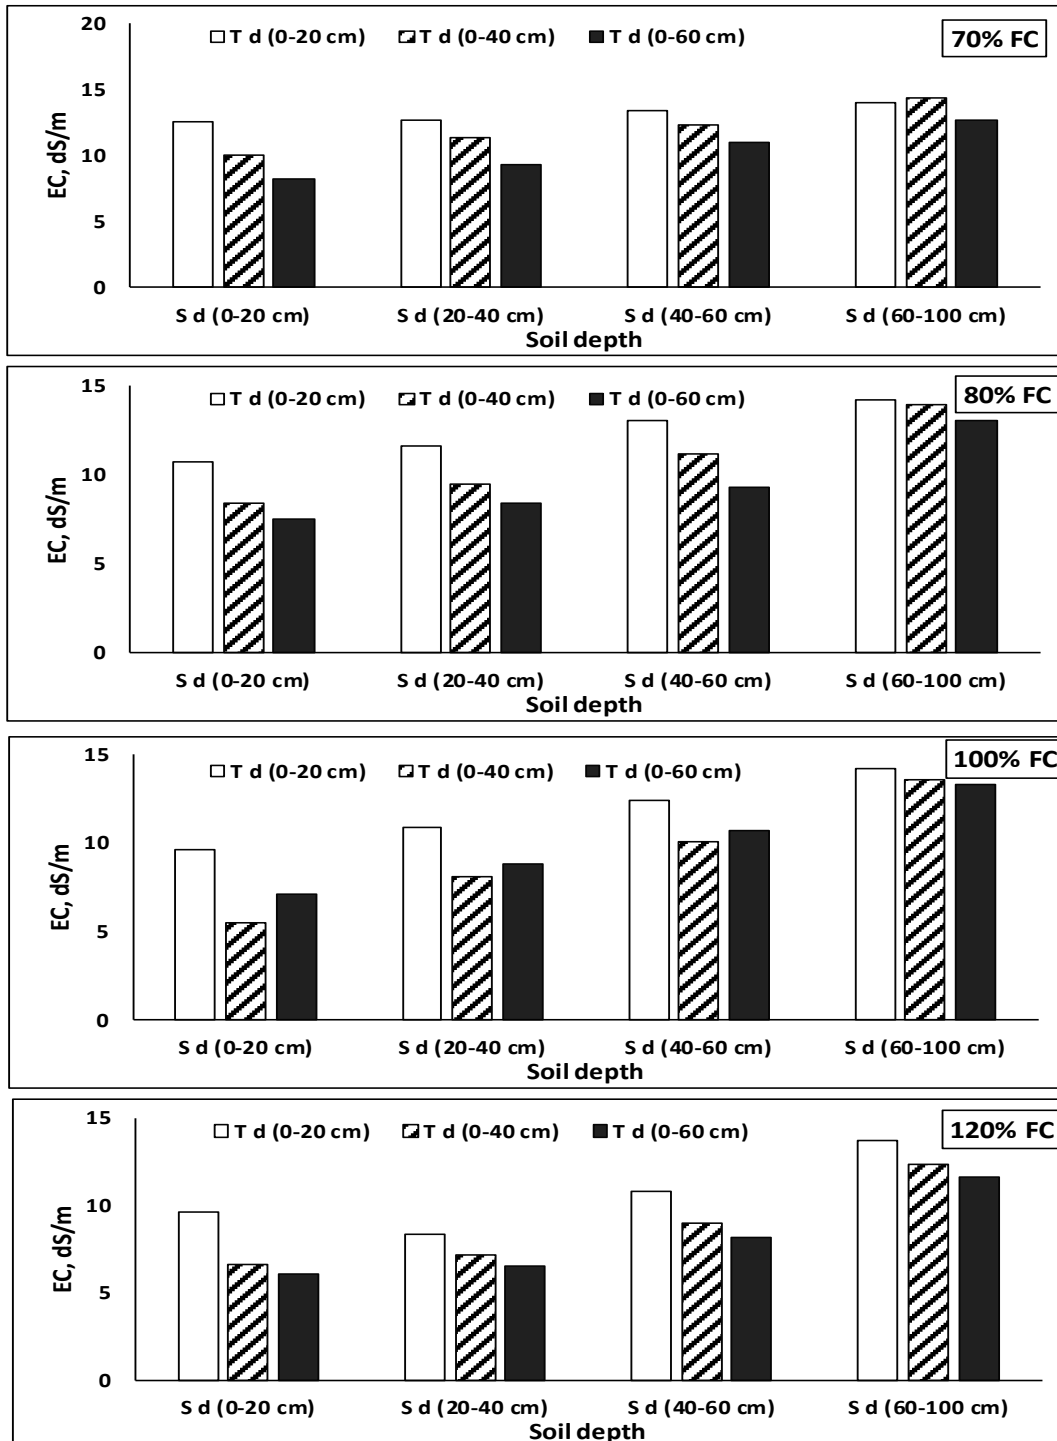 20
T d (0-20 cm) T d (0-40 cm) T d (0-60 cm)
70% FC
15
10
5
0
EC, dS/m
S d (0-20 cm) S d (20-40 cm) S d (40-60 cm) S d (60-100 cm)
Soil depth
15
T d (0-20 cm) T d (0-40 cm) T d (0-60 cm)
80% FC
10
5
0
EC, dS/m
S d (0-20 cm) S d (20-40 cm) S d (40-60 cm) S d (60-100 cm)
Soil depth
15
T d (0-20 cm) T d (0-40 cm) T d (0-60 cm)
100% FC
10
5
0
EC, dS/m
S d (0-20 cm) S d (20-40 cm) S d (40-60 cm) S d (60-100 cm)
Soil depth
15
T d (0-20 cm) T d (0-40 cm) T d (0-60 cm)
120% FC
10
5
0
EC, dS/m
S d (0-20 cm) S d (20-40 cm) S d (40-60 cm) S d (60-100 cm)
Soil depth